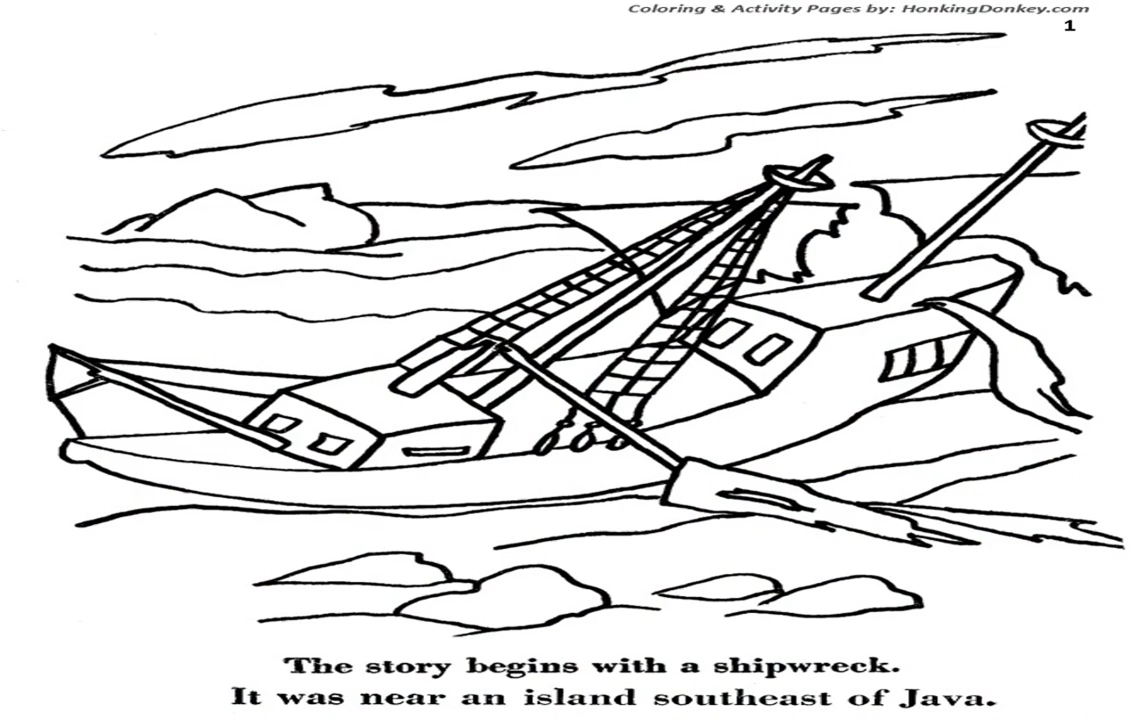 Coloring & Activity Pages by: HonkingDonkey.com
1
The story begins with a shipwreck.
It was near an island southeast of Java.